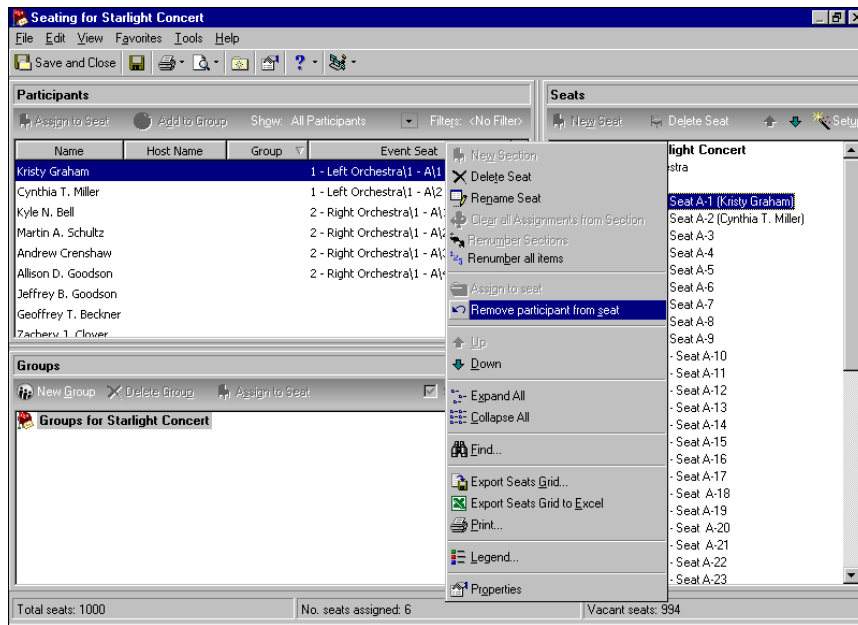 Seating for Starlight Concert
File Edit View Favorites Tools Help
Save and Close
Participants
Assign to Seat Add to Group Show: All Participants Filters: <No Filter>
Name Host Name Group Event Seat
Kristy Graham 1 - Left Orchestra\1 - A\1
Cynthia T. Miller 1 - Left Orchestra\1 - A\2
Kyle N. Bell 2 - Right Orchestra\1 - A\
Martin A. Schultz 2 - Right Orchestra\1 - A\
Andrew Crenshaw 2 - Right Orchestra\1 - A\
Allison D. Goodson 2 - Right Orchestra\1 - A\
Jeffrey B. Goodson
Geoffrey T. Beckner
Zachery J. Clover
Groups
New Group Delete Group Assign to Seat
Groups for Starlight Concert
New Section
Delete Seat
Rename Seat
Clear all Assignments from Section
Renumber Sections
Renumber all items
Assign to seat
Remove participant from seat
Up
Down
Expand All
Collapse All
Find...
Export Seats Grid...
Export Seats Grid to Excel
Print...
Legend...
Properties
Seats
New Seat Delete Seat Setup
light Concert
estra
Seat A-1 (Kristy Graham)
Seat A-2 (Cynthia T. Miller)
Seat A-3
Seat A-4
Seat A-5
Seat A-6
Seat A-7
Seat A-8
Seat A-9
- Seat A-10
- Seat A-11
- Seat A-12
- Seat A-13
- Seat A-14
- Seat A-15
- Seat A-16
- Seat A-17
- Seat A-18
- Seat A-19
- Seat A-20
- Seat A-21
- Seat A-22
- Seat A-23
Total seats: 1000 No. seats assigned: 6 Vacant seats: 994